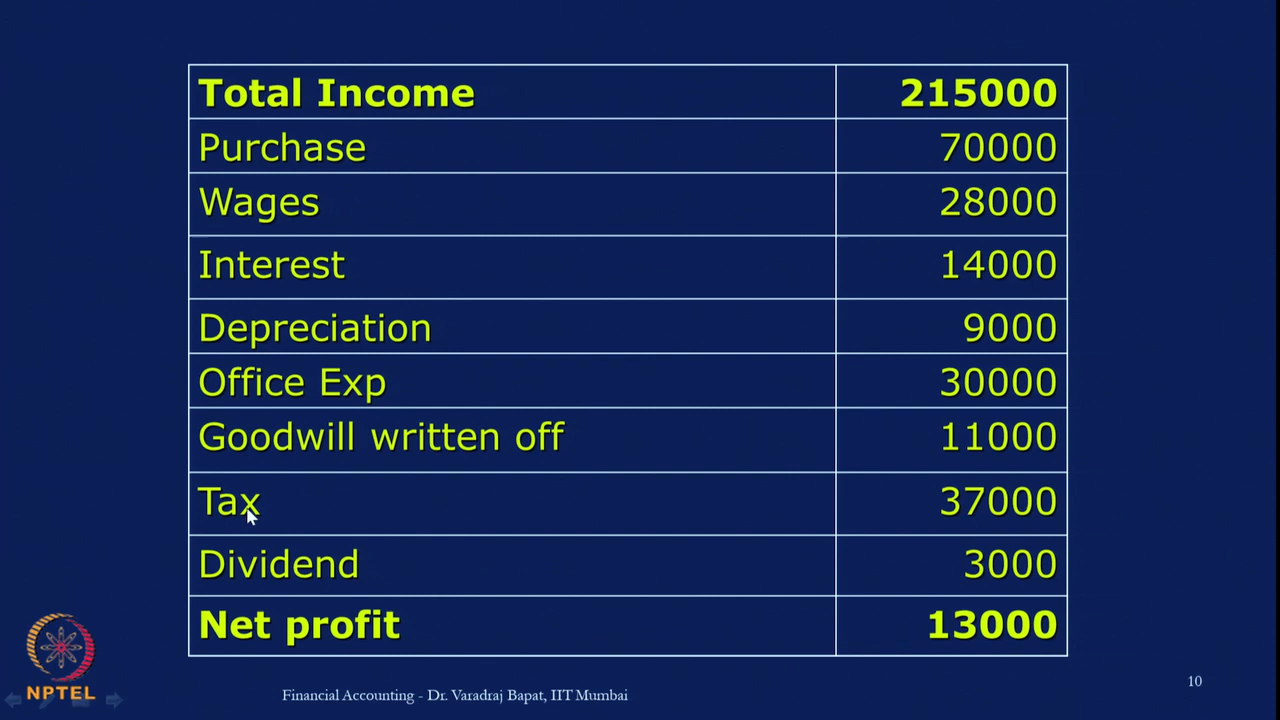 Total Income 215000
Purchase 70000
Wages 28000
Interest 14000
Depreciation 9000
Office Exp 30000
Goodwill written off 11000
Tax 37000
Dividend 3000
Net profit 13000
NPTEL
Financial Accounting - Dr. Varadraj Bapat, IIT Mumbai
10